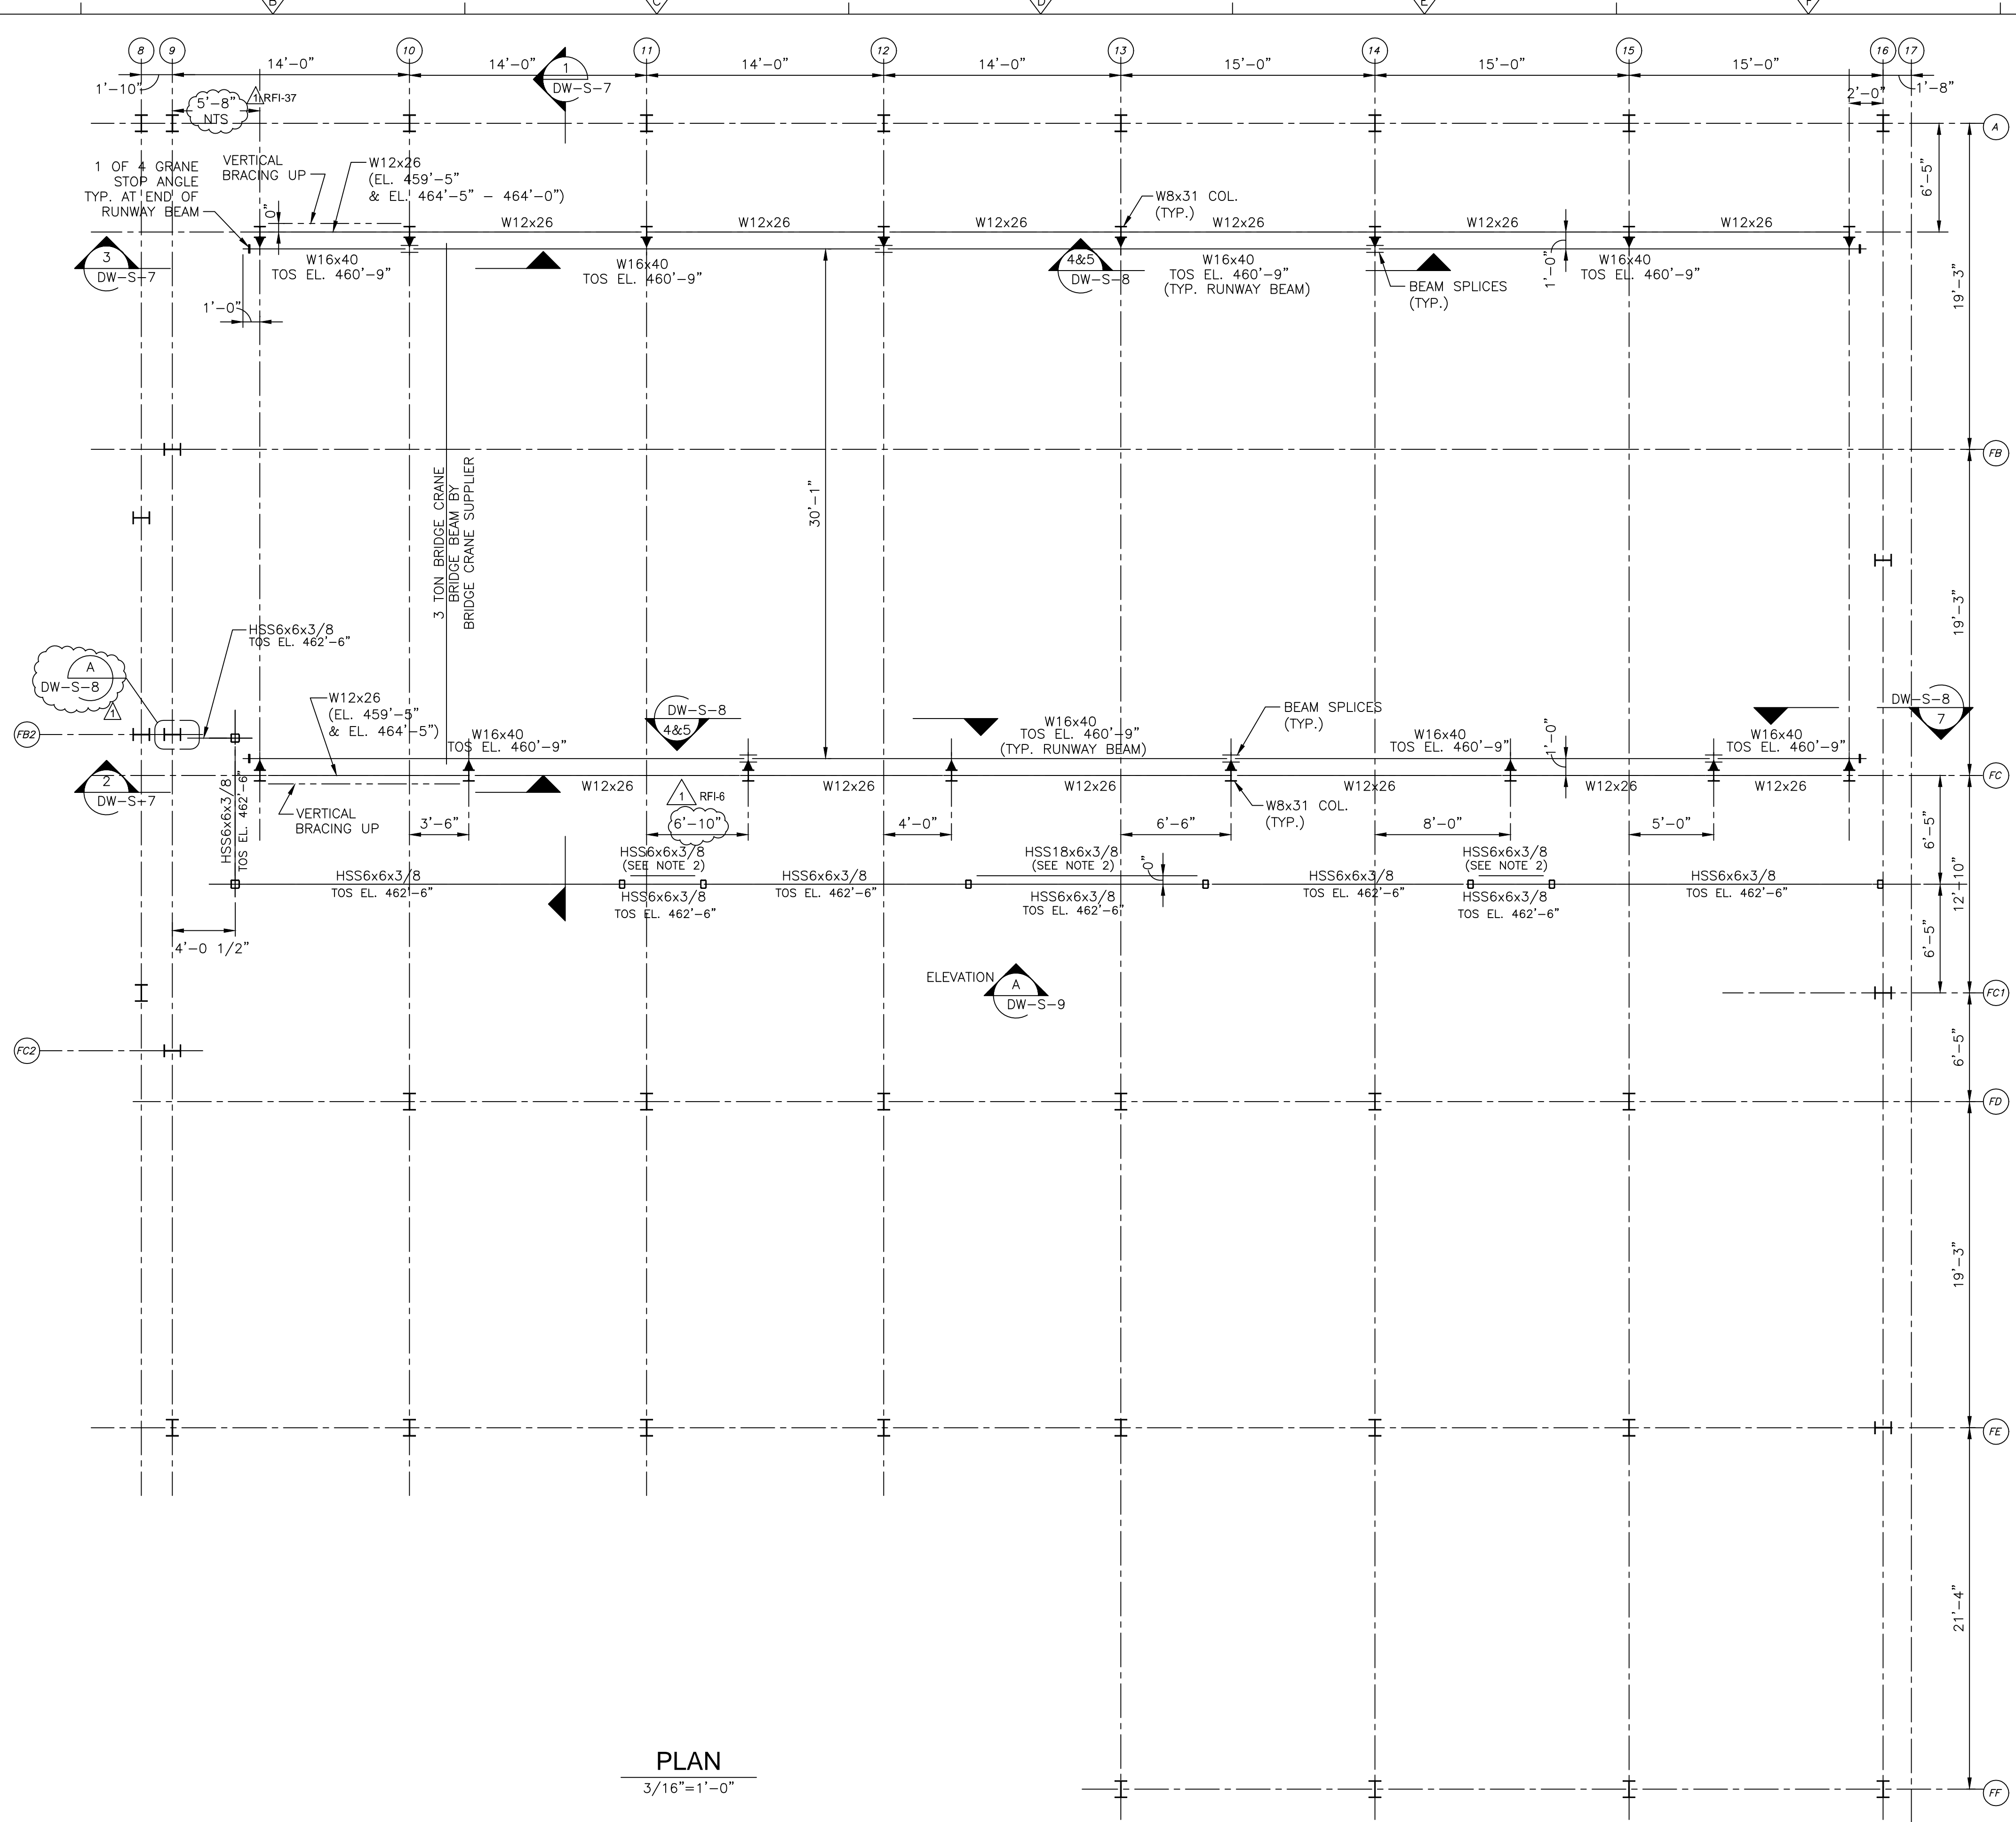 B
C
D
E
F
8
9
10
11
12
13
14
15
16
17
14'-0"
14'-0"
14'-0"
14'-0"
15'-0"
15'-0"
15'-0"
1'-10"
1'-8"
1
DW-S-7
5'-8"
NTS
1
RFI-37
2'-0"
A
6'-5"
19'-3"
1 OF 4 GRANE
STOP ANGLE
TYP. AT END OF
RUNWAY BEAM
VERTICAL
BRACING UP
W12x26
(EL. 459'-5"
& EL. 464'-5" - 464'-0")
0"
W12x26
W12x26
W12x26
W12x26
W12x26
W12x26
W8x31 COL.
(TYP.)
3
DW-S-7
W16x40
TOS EL. 460'-9"
W16x40
TOS EL. 460'-9"
4&5
DW-S-8
W16x40
TOS EL. 460'-9"
(TYP. RUNWAY BEAM)
BEAM SPLICES
(TYP.)
1'-0"
W16x40
TOS EL. 460'-9"
1'-0"
FB
3 TON BRIDGE CRANE
BRIDGE BEAM BY
BRIDGE CRANE SUPPLIER
30'-1"
19'-3"
HSS6x6x3/8
TOS EL. 462'-6"
A
DW-S-8
1
FB2
W12x26
(EL. 459'-5"
& EL. 464'-5")
W16x40
TOS EL. 460'-9"
DW-S-8
4&5
W16x40
TOS EL. 460'-9"
(TYP. RUNWAY BEAM)
BEAM SPLICES
(TYP.)
W16x40
TOS EL. 460'-9"
1'-0"
W16x40
TOS EL. 460'-9"
DW-S-8
7
FC
2
DW-S-7
HSS6x6x3/8
TOS EL. 462'-6"
VERTICAL
BRACING UP
W12x26
W12x26
W12x26
W12x26
W12x26
W12x26
1
RFI-6
W8x31 COL.
(TYP.)
3'-6"
6'-10"
4'-0"
6'-6"
8'-0"
5'-0"
6'-5"
12'-10"
6'-5"
HSS6x6x3/8
(SEE NOTE 2)
HSS18x6x3/8
(SEE NOTE 2)
0"
HSS6x6x3/8
(SEE NOTE 2)
HSS6x6x3/8
TOS EL. 462'-6"
HSS6x6x3/8
TOS EL. 462'-6"
HSS6x6x3/8
TOS EL. 462'-6"
HSS6x6x3/8
TOS EL. 462'-6"
HSS6x6x3/8
TOS EL. 462'-6"
HSS6x6x3/8
TOS EL. 462'-6"
HSS6x6x3/8
TOS EL. 462'-6"
4'-0 1/2"
ELEVATION
A
DW-S-9
FC1
FC2
6'-5"
FD
19'-3"
FE
21'-4"
PLAN
3/16"=1'-0"
FF